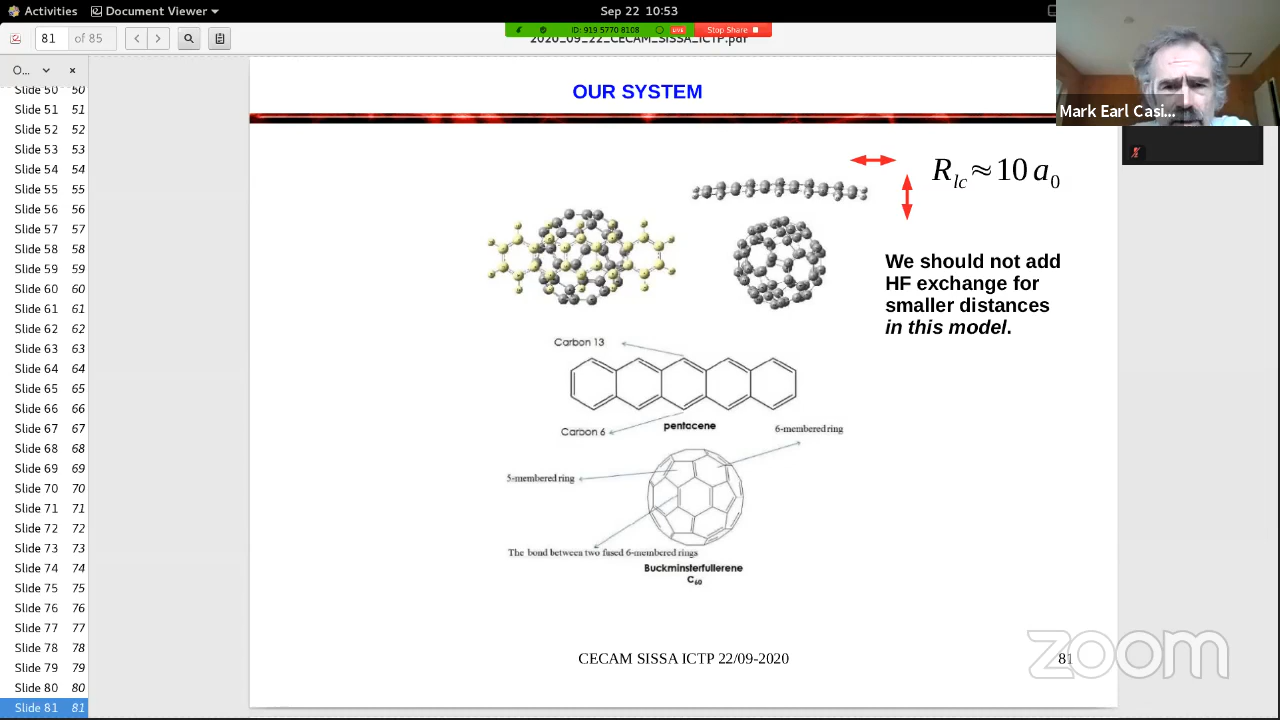 Activities
Document Viewer
Sep 22 10:53
81 of 85
ID: 919 5770 8108
LIVE
Stop Share
2020_09_22_CECAM_SISSA_ICTP.pdf
O...
Slide 50 50
Slide 51 51
Slide 52 52
Slide 53 53
Slide 54 54
Slide 55 55
Slide 56 56
Slide 57 57
Slide 58 58
Slide 59 59
Slide 60 60
Slide 61 61
Slide 62 62
Slide 63 63
Slide 64 64
Slide 65 65
Slide 66 66
Slide 67 67
Slide 68 68
Slide 69 69
Slide 70 70
Slide 71 71
Slide 72 72
Slide 73 73
Slide 74 74
Slide 75 75
Slide 76 76
Slide 77 77
Slide 78 78
Slide 79 79
Slide 80 80
Slide 81 81
OUR SYSTEM
Mark Earl Casi...
R_lc ≈ 10 a_0
We should not add
HF exchange for
smaller distances
in this model.
Carbon 13
Carbon 6
pentacene
6-membered ring
5-membered ring
The bond between two fused 6-membered rings
Buckminsterfullerene
C60
CECAM SISSA ICTP 22/09-2020
81
zoom